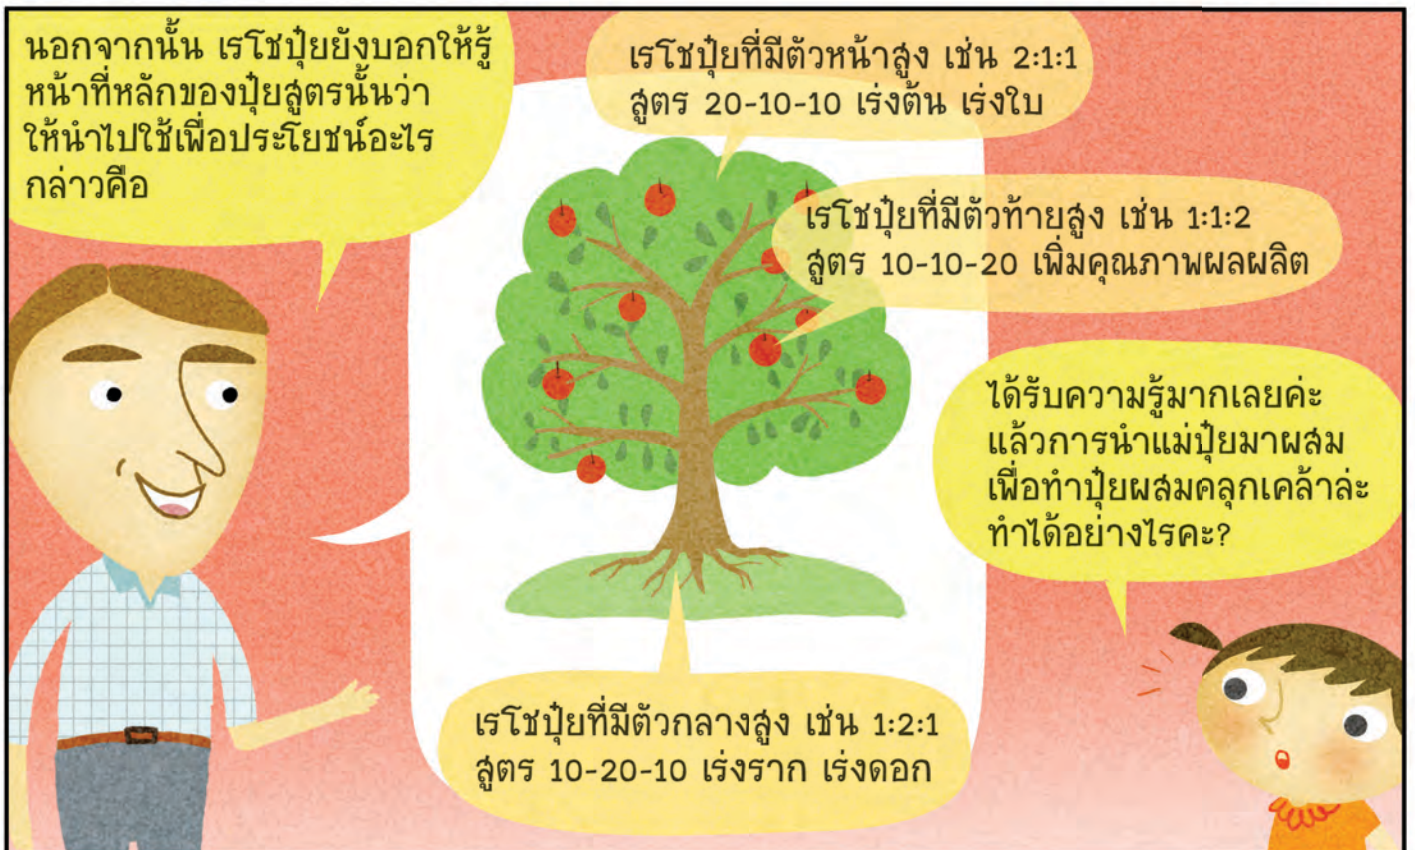 นอกจากนั้น เรโชปุ๋ยยังบอกให้รู้
หน้าที่หลักของปุ๋ยสูตรนั้นว่า
ให้นำไปใช้เพื่อประโยชน์อะไร
กล่าวคือ
เรโชปุ๋ยที่มีตัวหน้าสูง เช่น 2:1:1
สูตร 20-10-10 เร่งต้น เร่งใบ
เรโชปุ๋ยที่มีตัวท้ายสูง เช่น 1:1:2
สูตร 10-10-20 เพิ่มคุณภาพผลผลิต
เรโชปุ๋ยที่มีตัวกลางสูง เช่น 1:2:1
สูตร 10-20-10 เร่งราก เร่งดอก
ได้รับความรู้มากเลยค่ะ
แล้วการนำแม่ปุ๋ยมาผสม
เพื่อทำปุ๋ยผสมคลุกเคล้าล่ะ
ทำได้อย่างไรคะ?